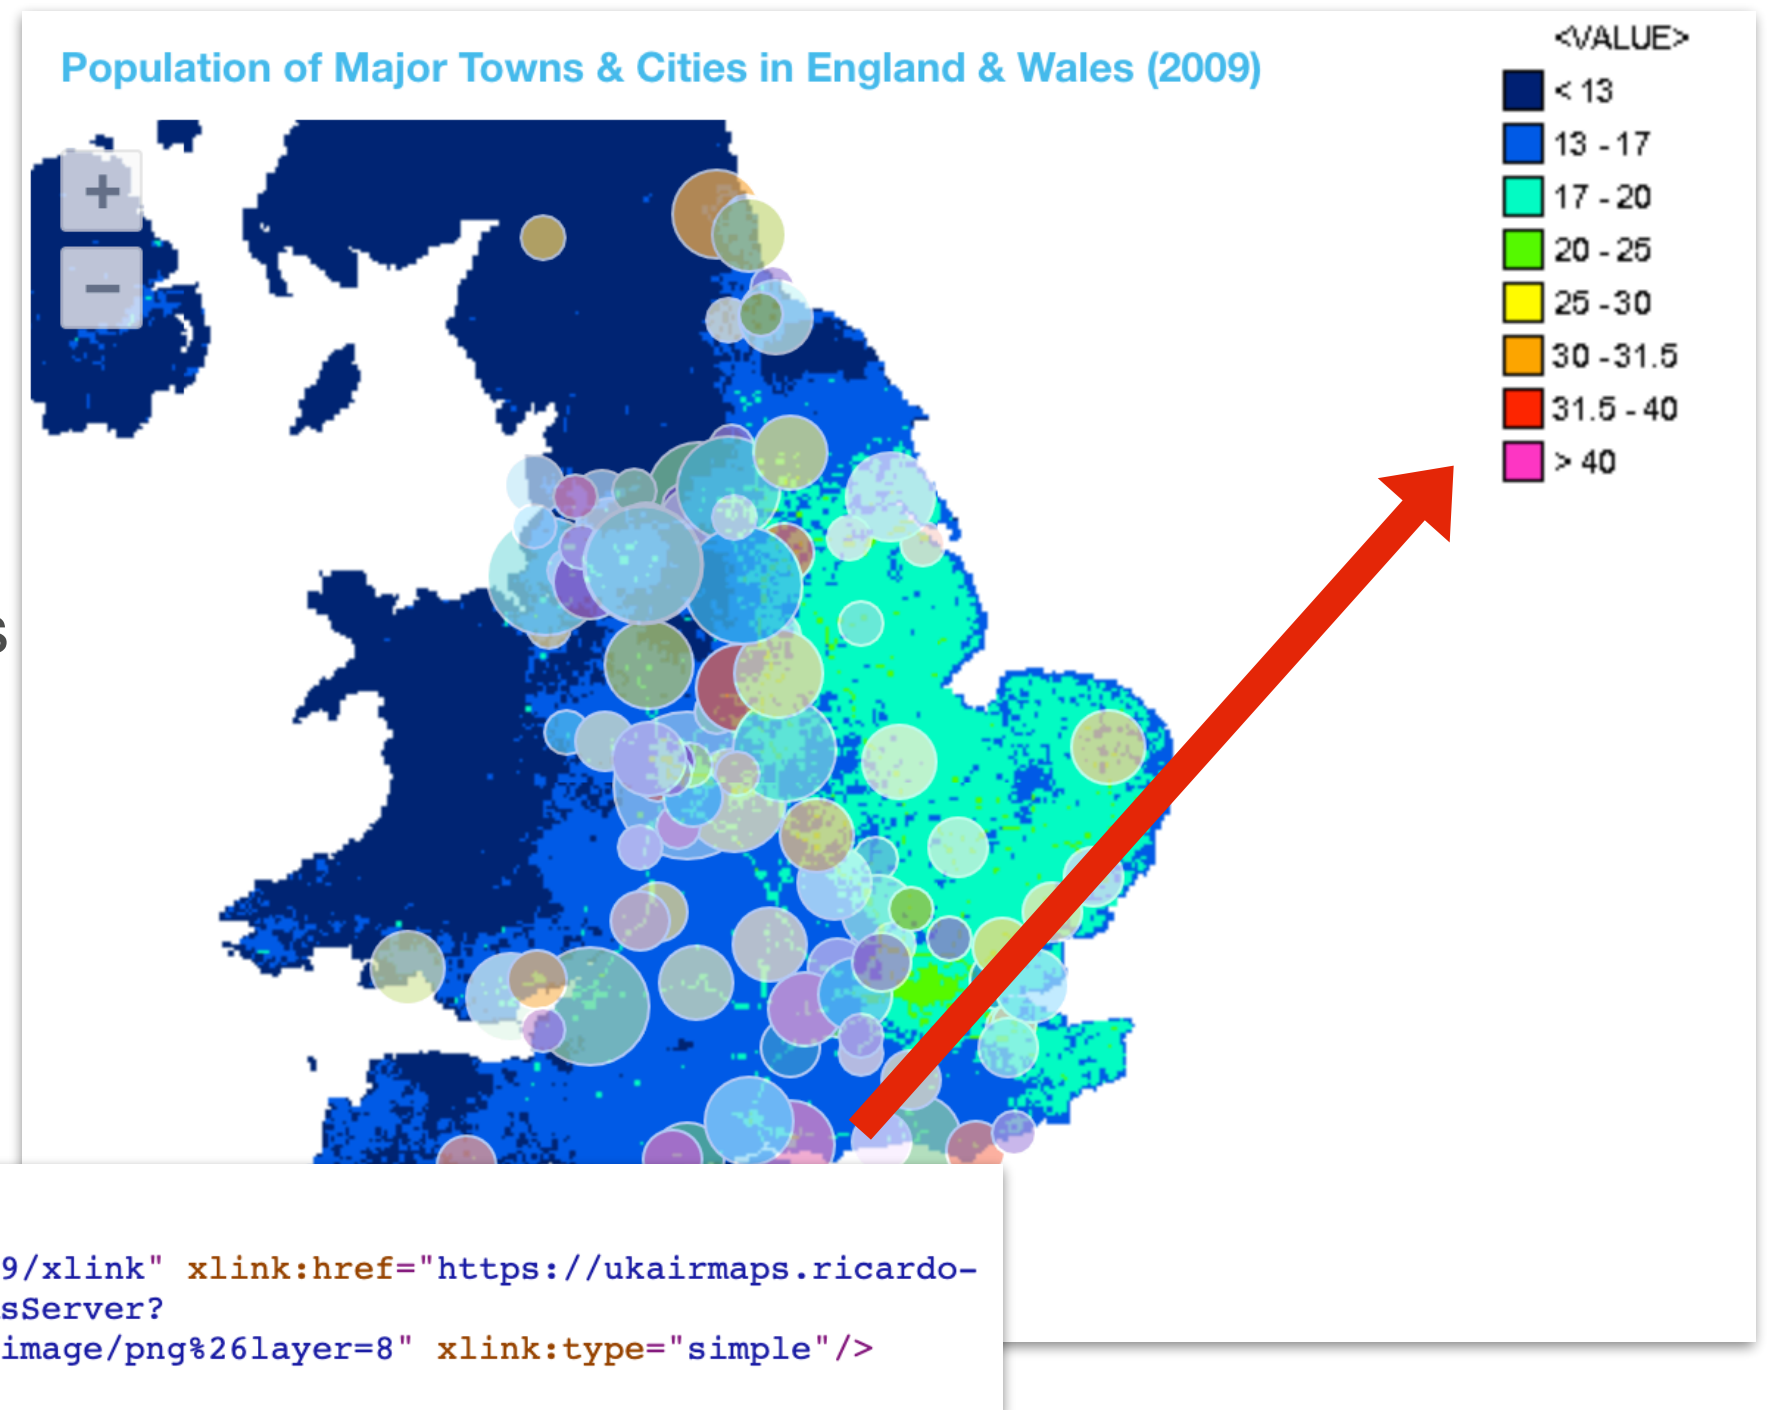 Population of Major Towns & Cities in England & Wales (2009)
<VALUE>
< 13
13 - 17
17 - 20
20 - 25
25 - 30
30 - 31.5
31.5 - 40
> 40
+
−
s
9/xlink" xlink:href="https://ukairmaps.ricardo-
sServer?
image/png%26layer=8" xlink:type="simple"/>